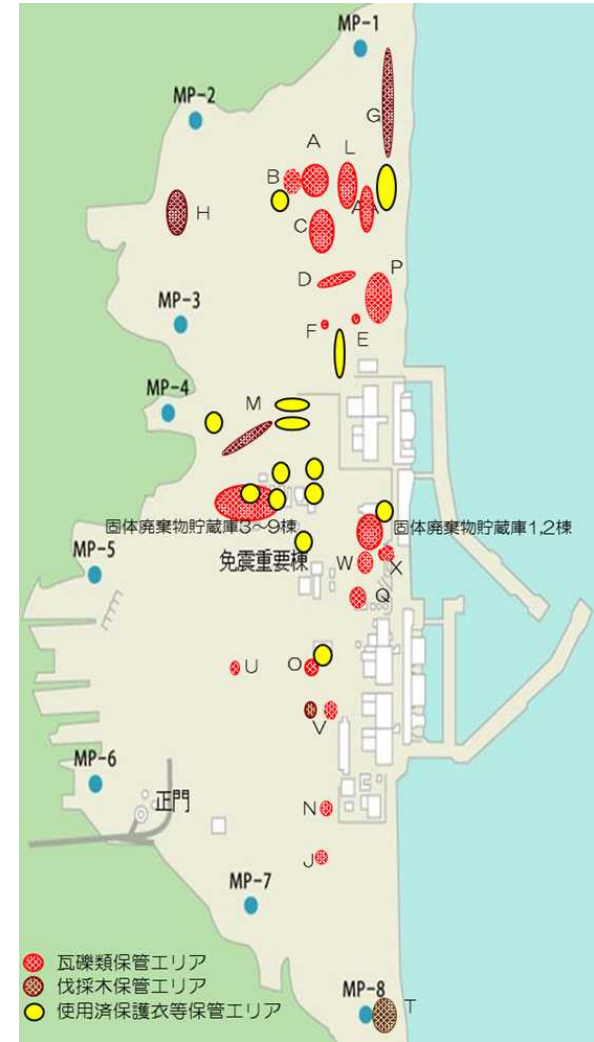 MP-1
MP-2
G
A
L
B
H
AA
C
P
D
MP-3
F
E
MP-4
M
固体廃棄物貯蔵庫3～9棟
固体廃棄物貯蔵庫1,2棟
MP-5
免震重要棟
W
X
Q
U
O
V
MP-6
正門
N
J
MP-7
瓦礫類保管エリア
伐採木保管エリア
MP-8
T
使用済保護衣等保管エリア